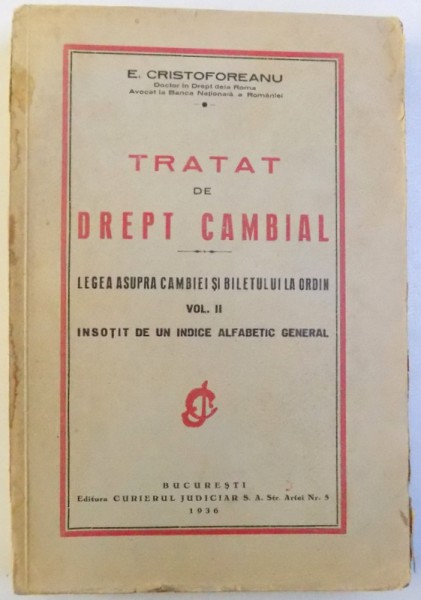 E. CRISTOFOREANU
Doctor în Drept dela Roma
Avocat la Banca Națională a României
TRATAT
DE
DREPT CAMBIAL
LEGEA ASUPRA CAMBIEI ȘI BILETULUI LA ORDIN
VOL. II
INSOȚIT DE UN INDICE ALFABETIC GENERAL
BUCUREȘTI
Editura CURIERUL JUDICIAR S. A. Str. Artei Nr. 5
1936